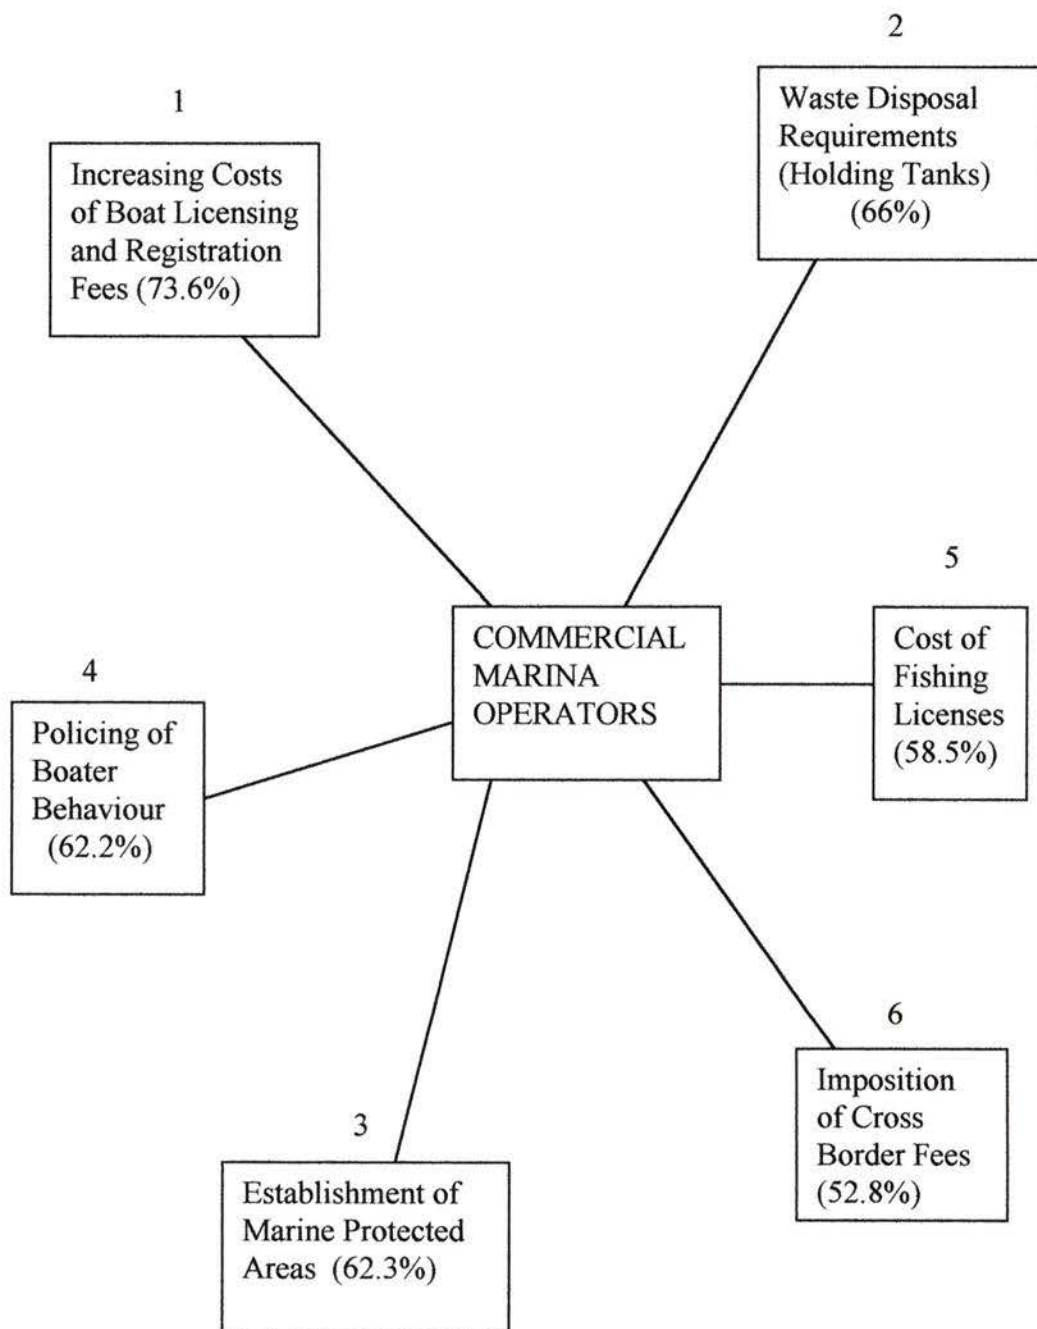 2
1
Waste Disposal
Requirements
(Holding Tanks)
(66%)
Increasing Costs
of Boat Licensing
and Registration
Fees (73.6%)
5
COMMERCIAL
MARINA
OPERATORS
Cost of
Fishing
Licenses
(58.5%)
4
Policing of
Boater
Behaviour
(62.2%)
6
Imposition
of Cross
Border Fees
(52.8%)
3
Establishment of
Marine Protected
Areas (62.3%)